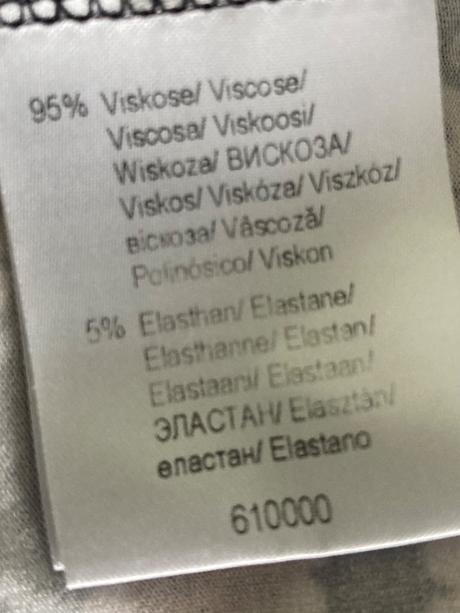 95% Viskose/ Viscose/
Viscosa/ Viskoosi/
Wiskoza/ ВИСКОЗА/
Viskos/ Viskóza/ Viszkóz/
віскоза/ Vâscoză/
Polinósico/ Viskon
5% Elasthan/ Elastane/
Elasthanne/ Elastan/
Elastaani/ Elastaan/
ЭЛАСТАН/ Elasztán/
еластан/ Elastano
610000